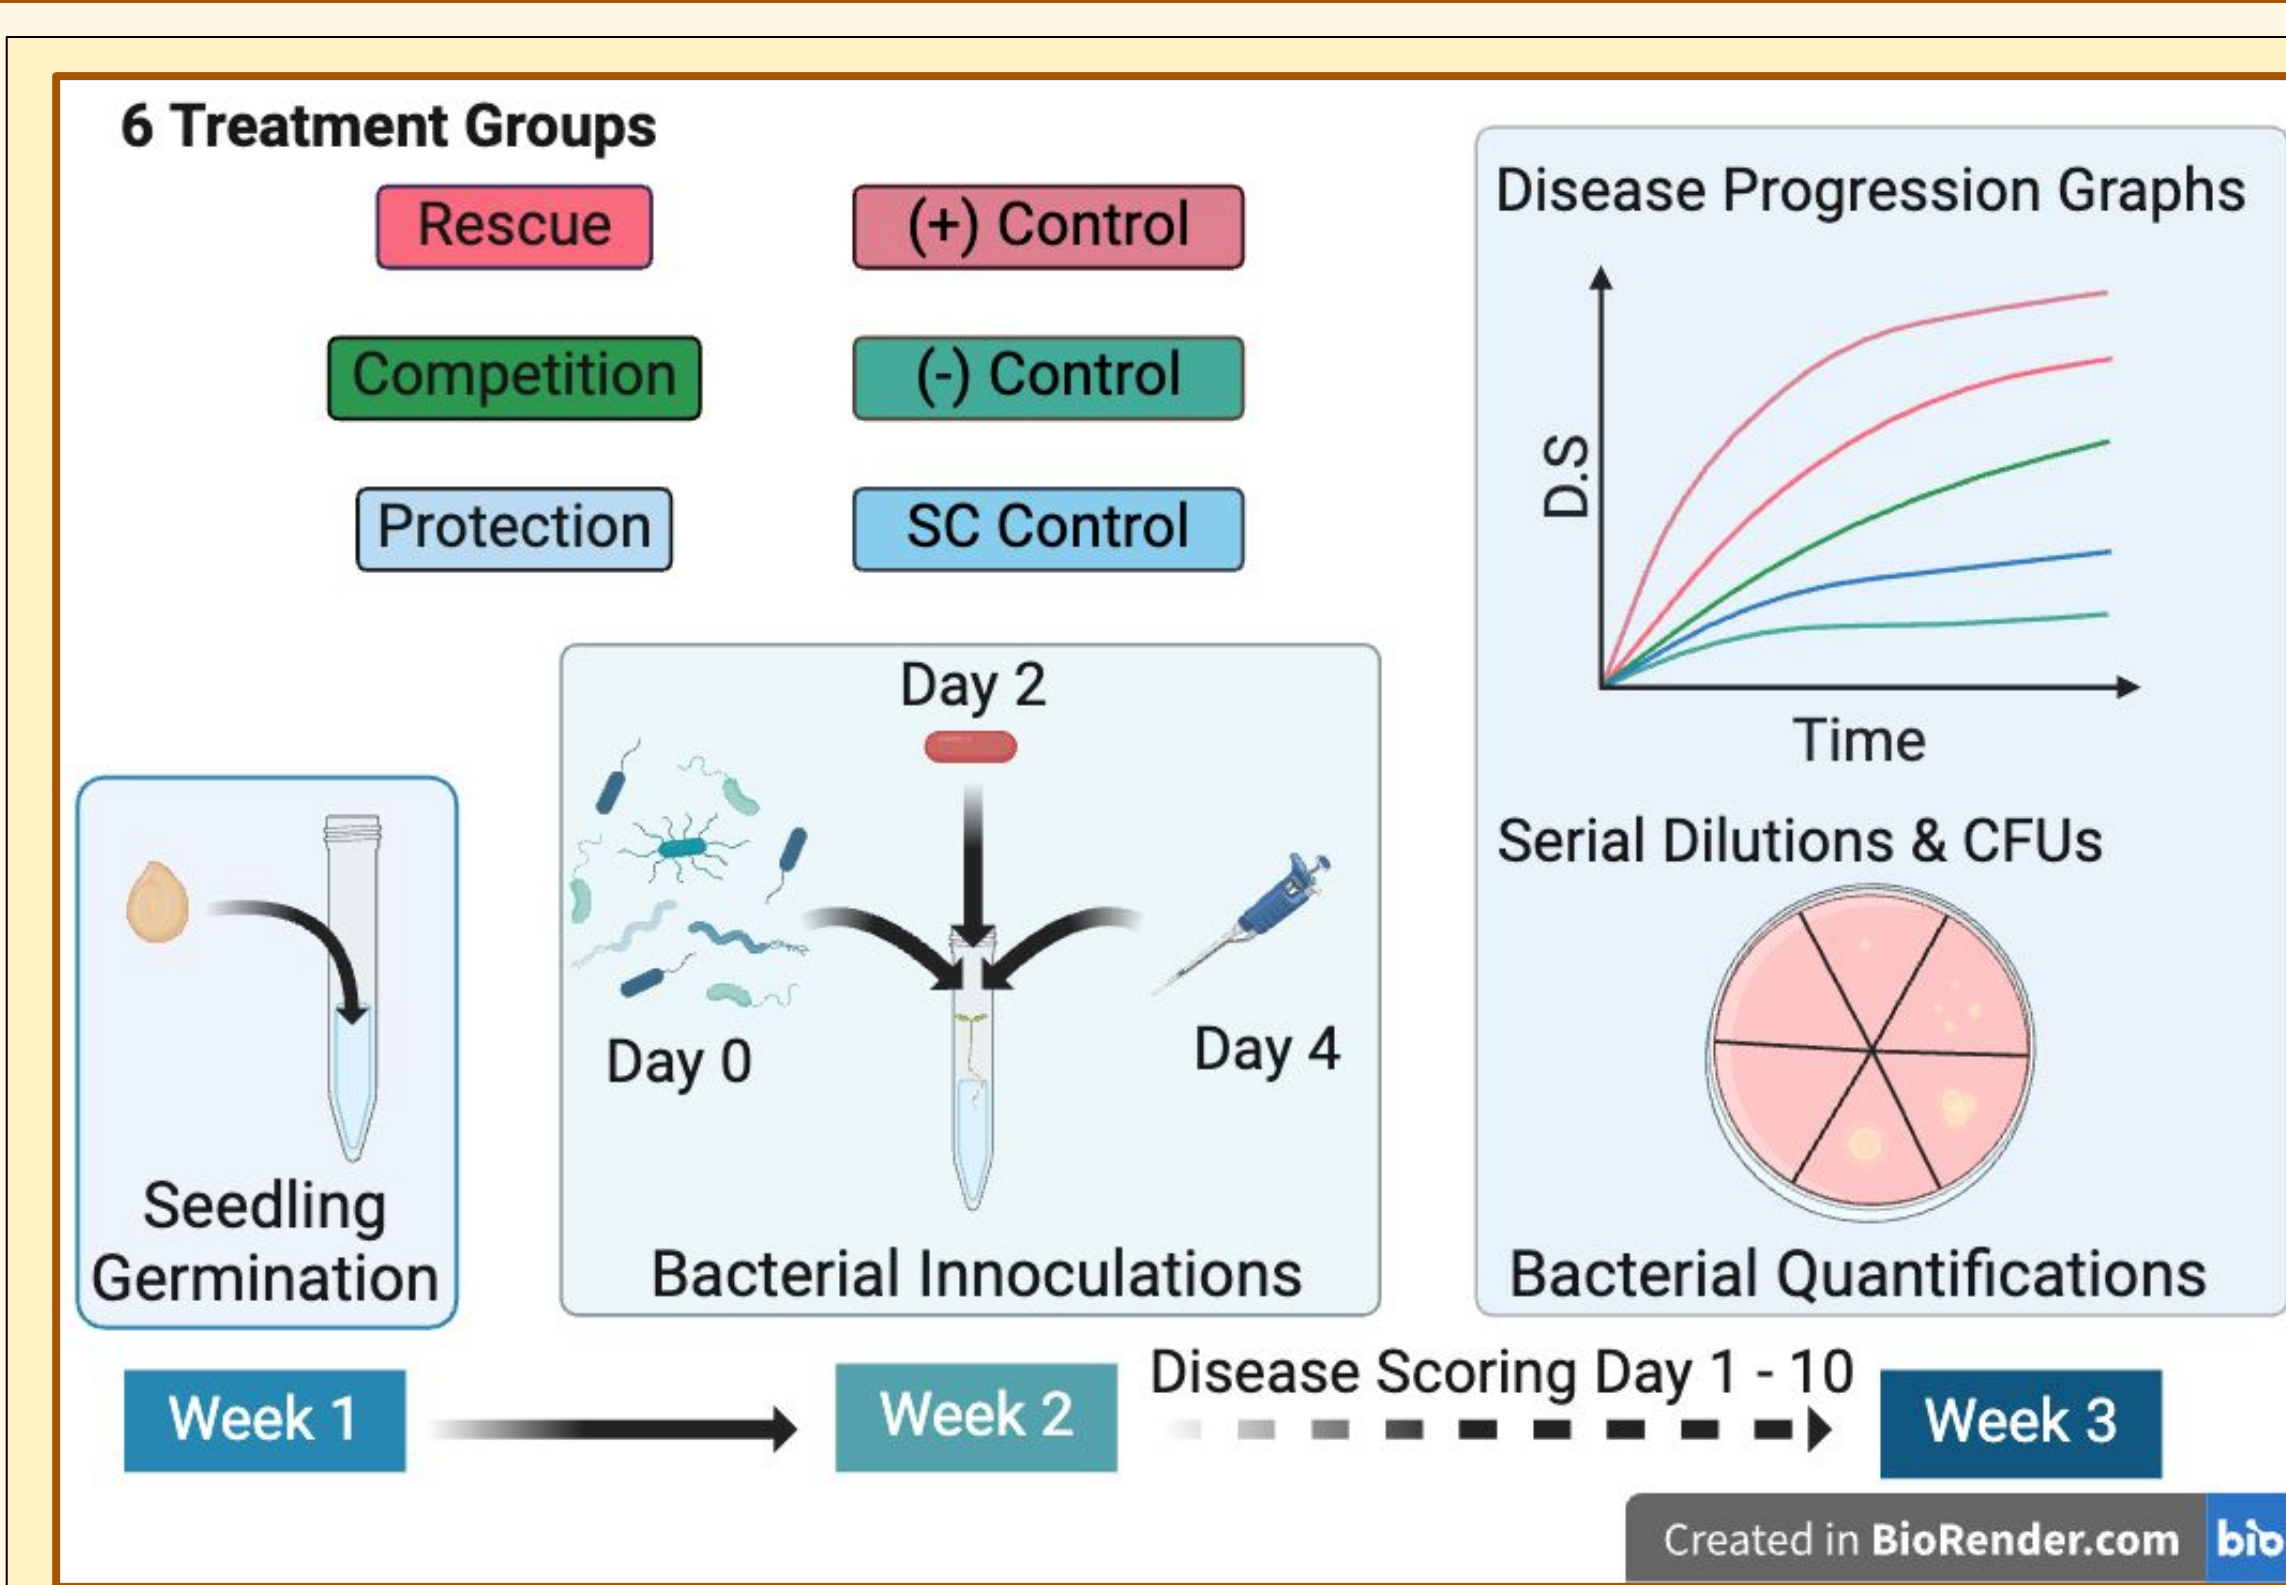 6 Treatment Groups
Rescue
(+) Control
Competition
(-) Control
Protection
SC Control
Disease Progression Graphs
D.S
Time
Serial Dilutions & CFUs
Bacterial Quantifications
Day 2
Day 0
Day 4
Bacterial Innoculations
Seedling
Germination
Week 1
Week 2
Disease Scoring Day 1 - 10
Week 3
Created in BioRender.com
bio